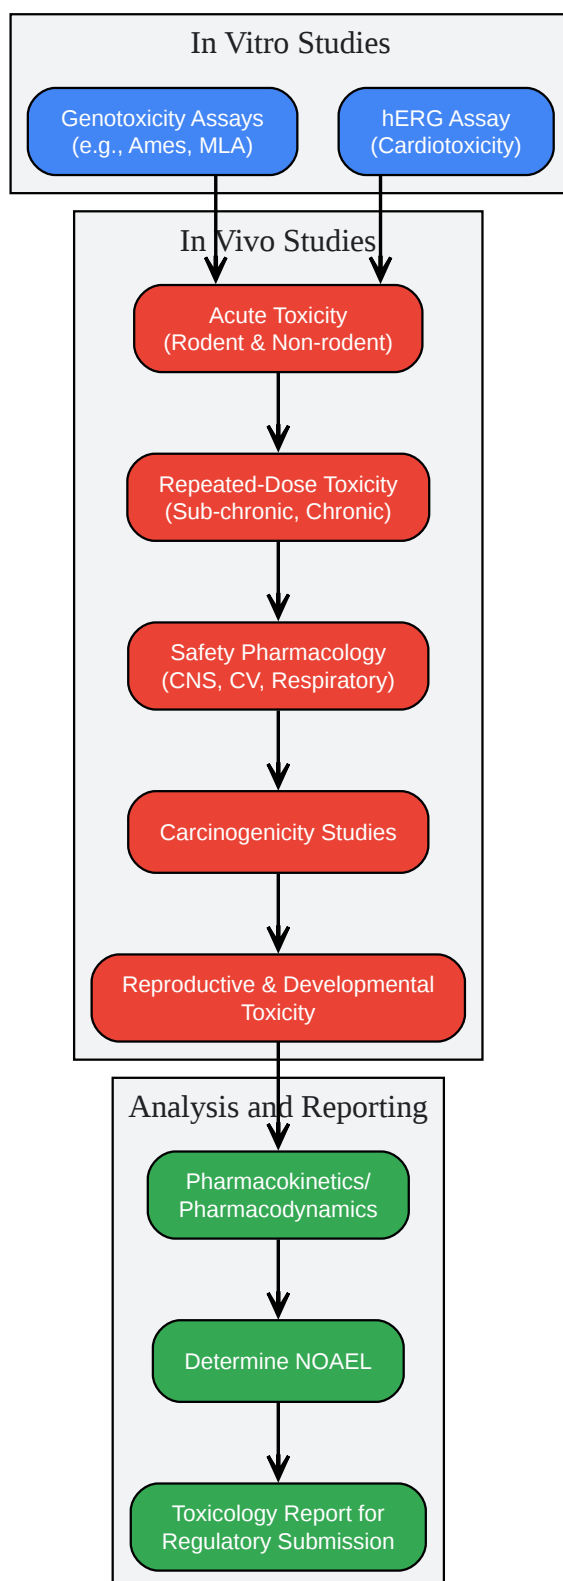 In Vitro Studies
Genotoxicity Assays
(e.g., Ames, MLA)
hERG Assay
(Cardiotoxicity)
In Vivo Studies
Acute Toxicity
(Rodent & Non-rodent)
Repeated-Dose Toxicity
(Sub-chronic, Chronic)
Safety Pharmacology
(CNS, CV, Respiratory)
Carcinogenicity Studies
Reproductive & Developmental
Toxicity
Analysis and Reporting
Pharmacokinetics/
Pharmacodynamics
Determine NOAEL
Toxicology Report for
Regulatory Submission